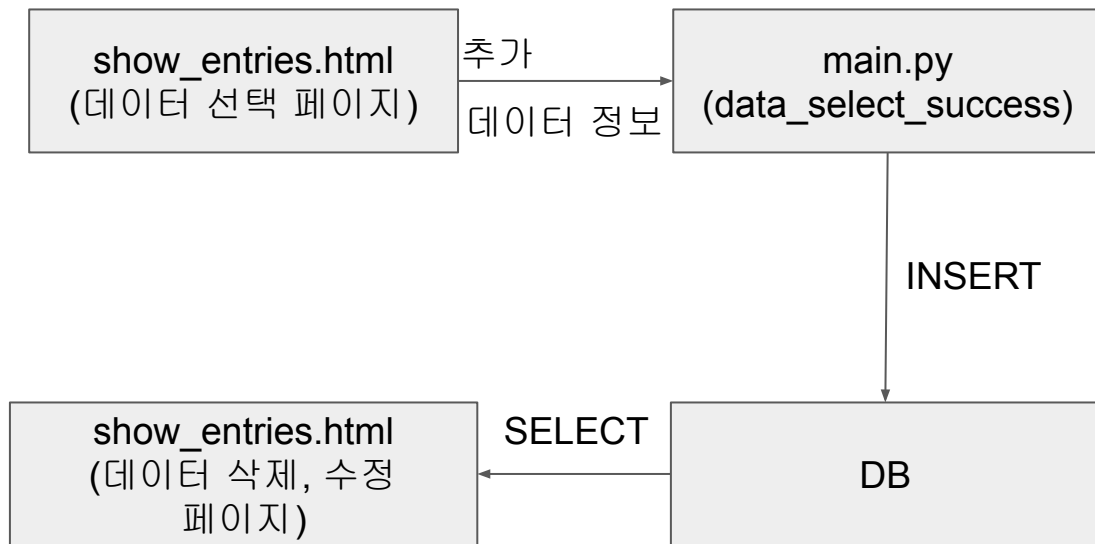 show_entries.html
(데이터 선택 페이지)
추가
데이터 정보
main.py
(data_select_success)
INSERT
show_entries.html
(데이터 삭제, 수정
페이지)
SELECT
DB